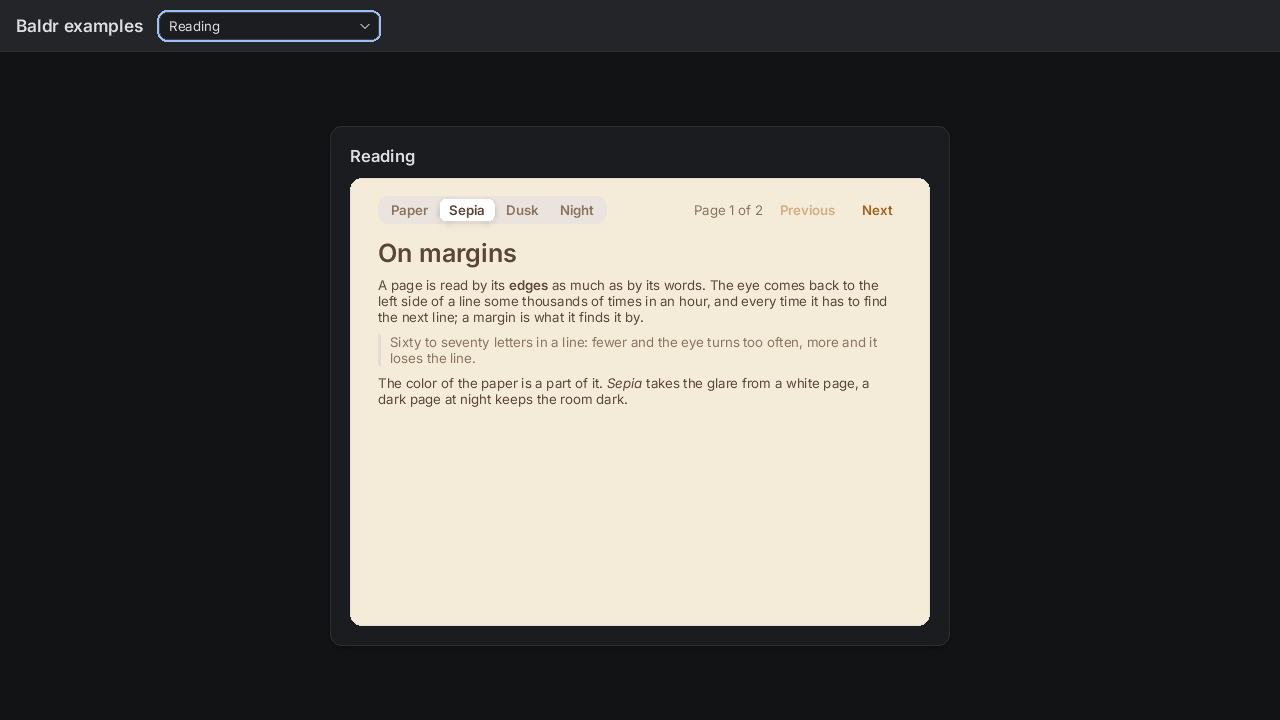 Baldr examples
Reading
Reading
Paper Sepia Dusk Night
Page 1 of 2 Previous Next
On margins
A page is read by its edges as much as by its words. The eye comes back to the
left side of a line some thousands of times in an hour, and every time it has to find
the next line; a margin is what it finds it by.
Sixty to seventy letters in a line: fewer and the eye turns too often, more and it
loses the line.
The color of the paper is a part of it. Sepia takes the glare from a white page, a
dark page at night keeps the room dark.